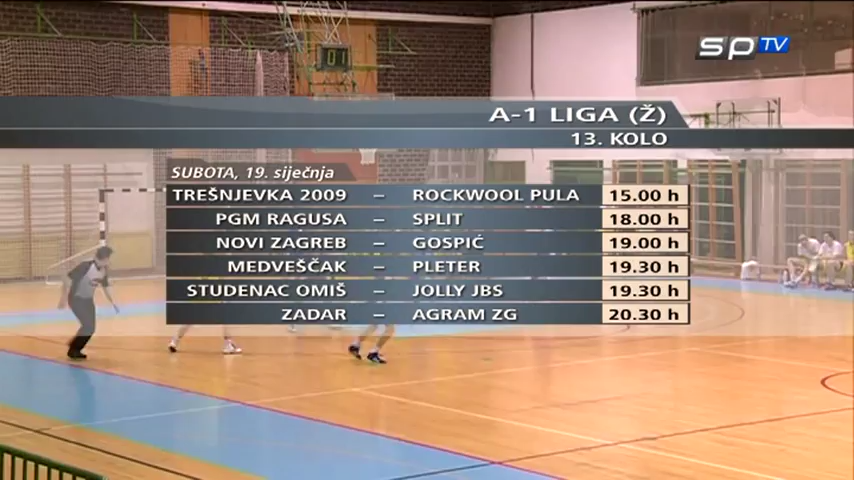 SPTV
A-1 LIGA (Ž)
13. KOLO
SUBOTA, 19. siječnja
TREŠNJEVKA 2009 – ROCKWOOL PULA 15.00 h
PGM RAGUSA – SPLIT 18.00 h
NOVI ZAGREB – GOSPIĆ 19.00 h
MEDVEŠČAK – PLETER 19.30 h
STUDENAC OMIŠ – JOLLY JBS 19.30 h
ZADAR – AGRAM ZG 20.30 h